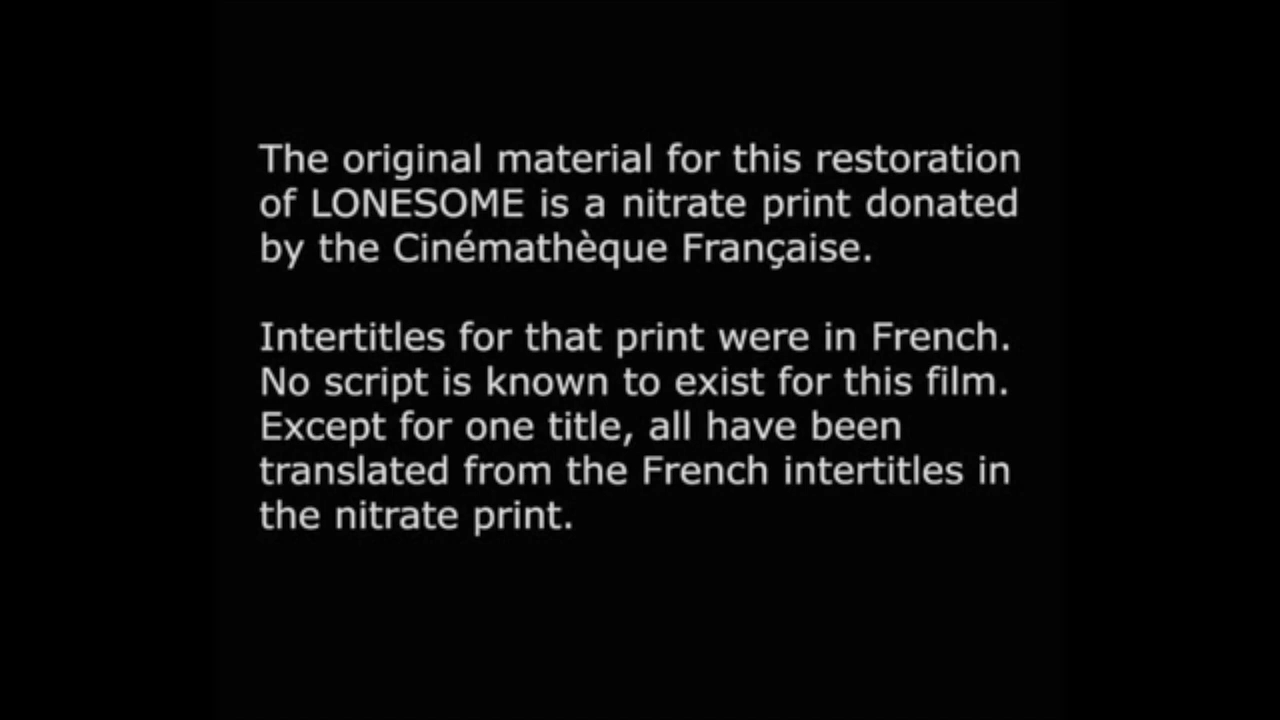 The original material for this restoration
of LONESOME is a nitrate print donated
by the Cinémathèque Française.
Intertitles for that print were in French.
No script is known to exist for this film.
Except for one title, all have been
translated from the French intertitles in
the nitrate print.